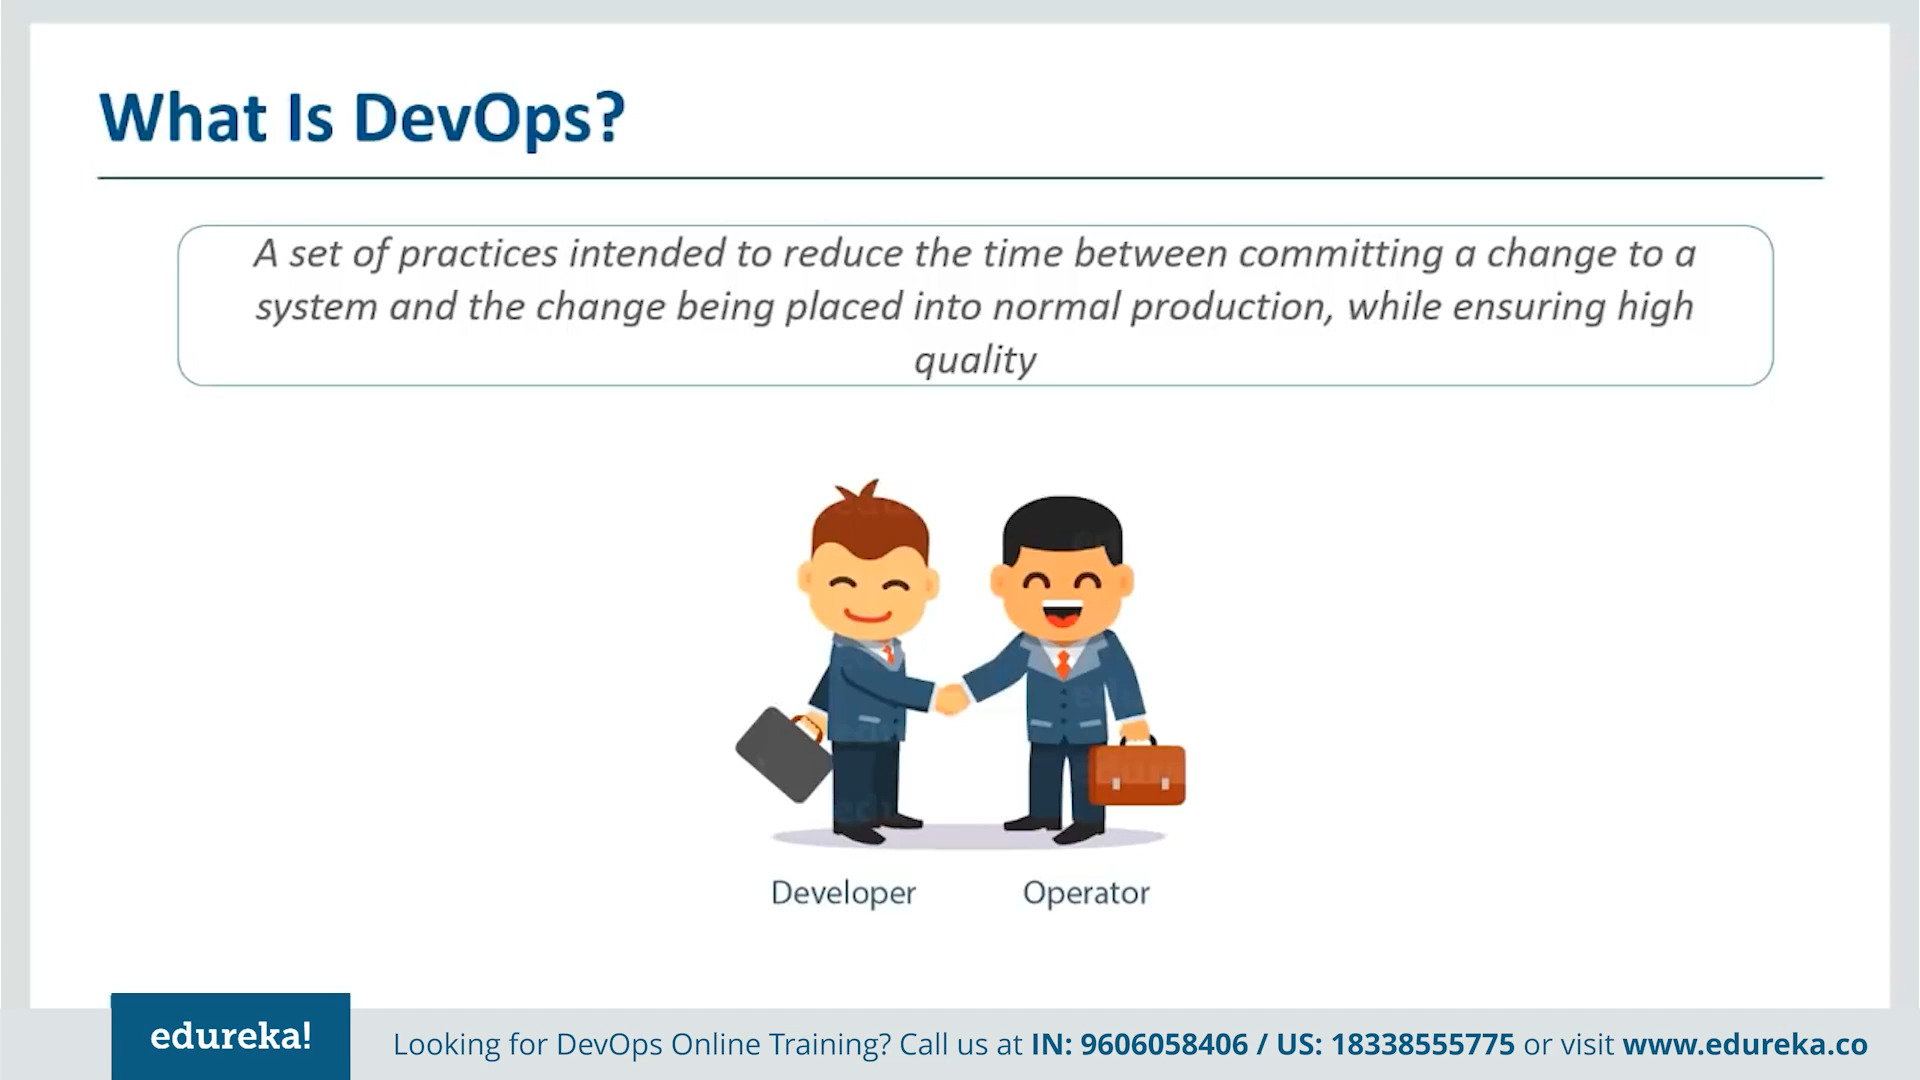 What Is DevOps?
A set of practices intended to reduce the time between committing a change to a
system and the change being placed into normal production, while ensuring high
quality
Developer
Operator
edureka!
Looking for DevOps Online Training? Call us at IN: 9606058406 / US: 18338555775 or visit www.edureka.co